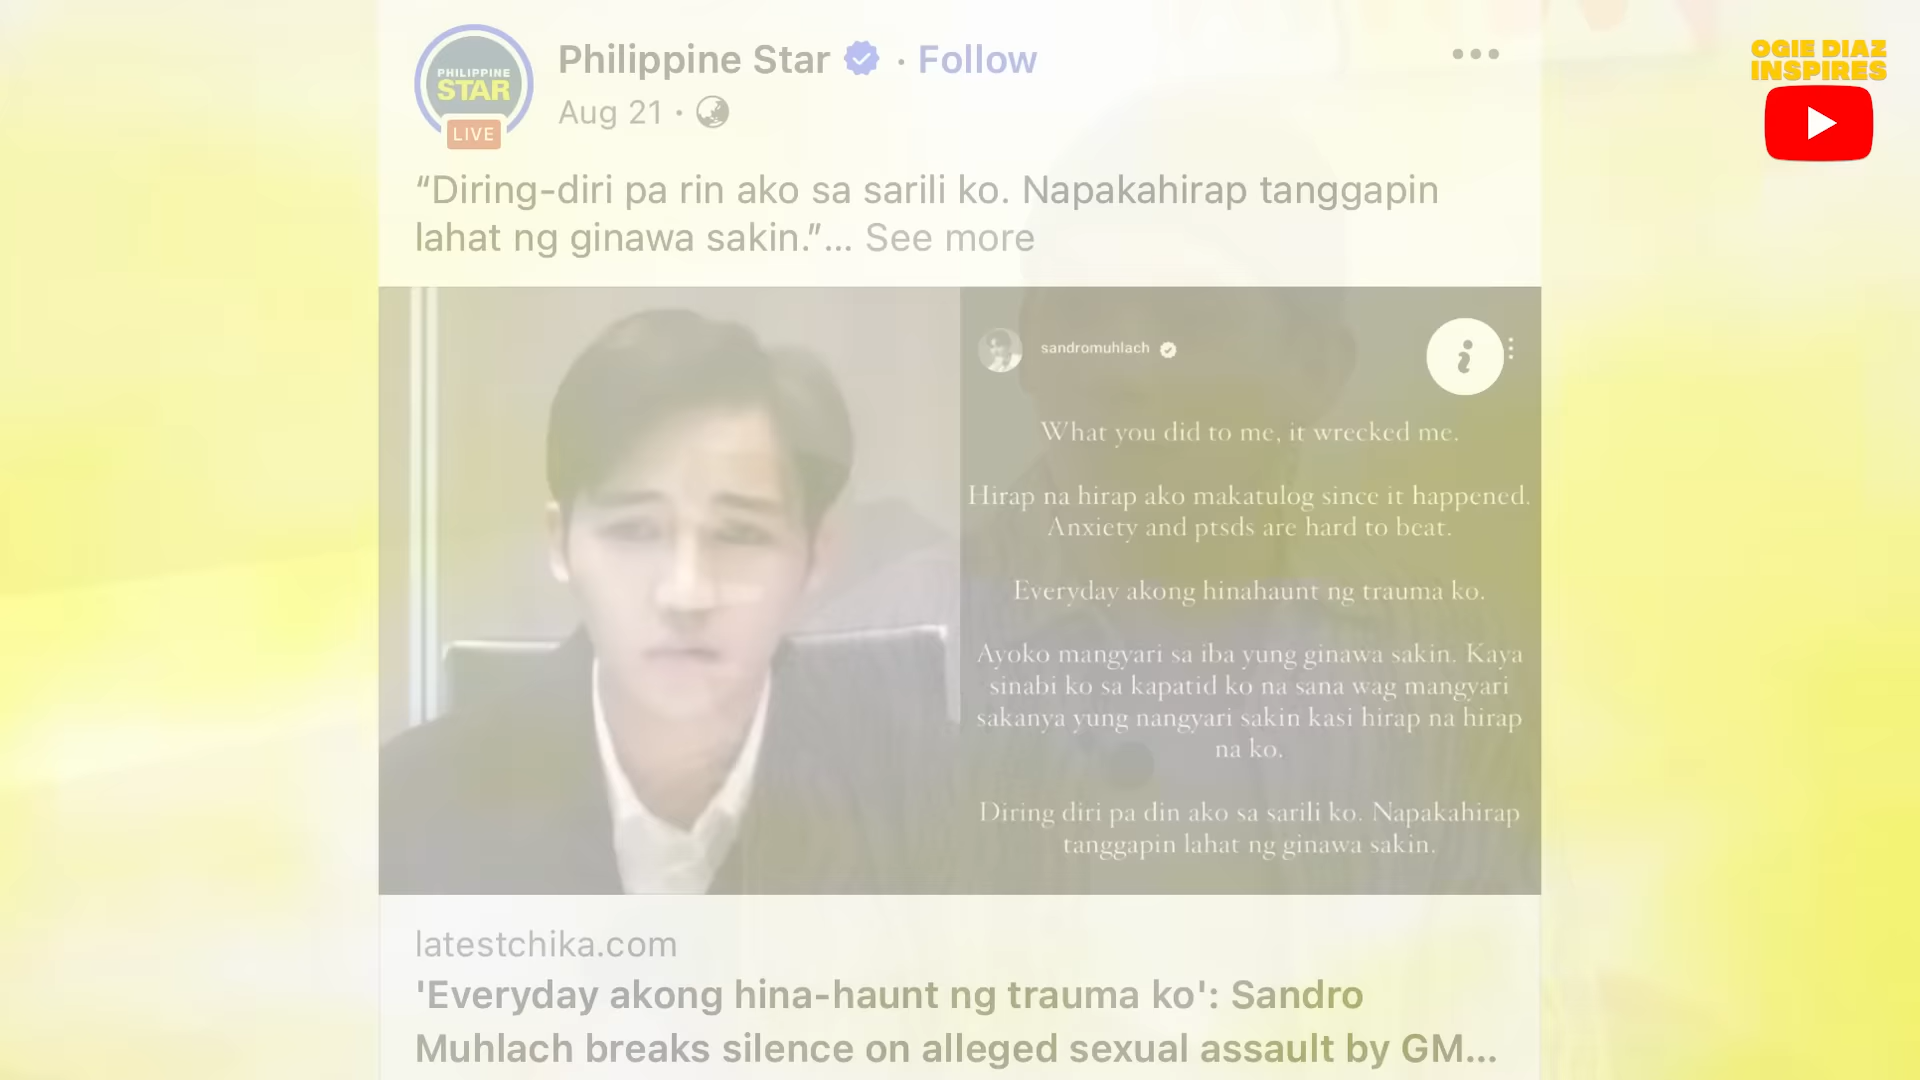 OGIE DIAZ
INSPIRES
Philippine Star · Follow
PHILIPPINE
STAR
LIVE
Aug 21 ·
“Diring-diri pa rin ako sa sarili ko. Napakahirap tanggapin
lahat ng ginawa sakin.”... See more
sandromuhlach
What you did to me, it wrecked me.
Hirap na hirap ako makatulog since it happened.
Anxiety and ptsds are hard to beat.
Everyday akong hinahaunt ng trauma ko.
Ayoko mangyari sa iba yung ginawa sakin. Kaya
sinabi ko sa kapatid ko na sana wag mangyari
sakanya yung nangyari sakin kasi hirap na hirap
na ko.
Diring diri pa din ako sa sarili ko. Napakahirap
tanggapin lahat ng ginawa sakin.
latestchika.com
'Everyday akong hina-haunt ng trauma ko': Sandro
Muhlach breaks silence on alleged sexual assault by GM...